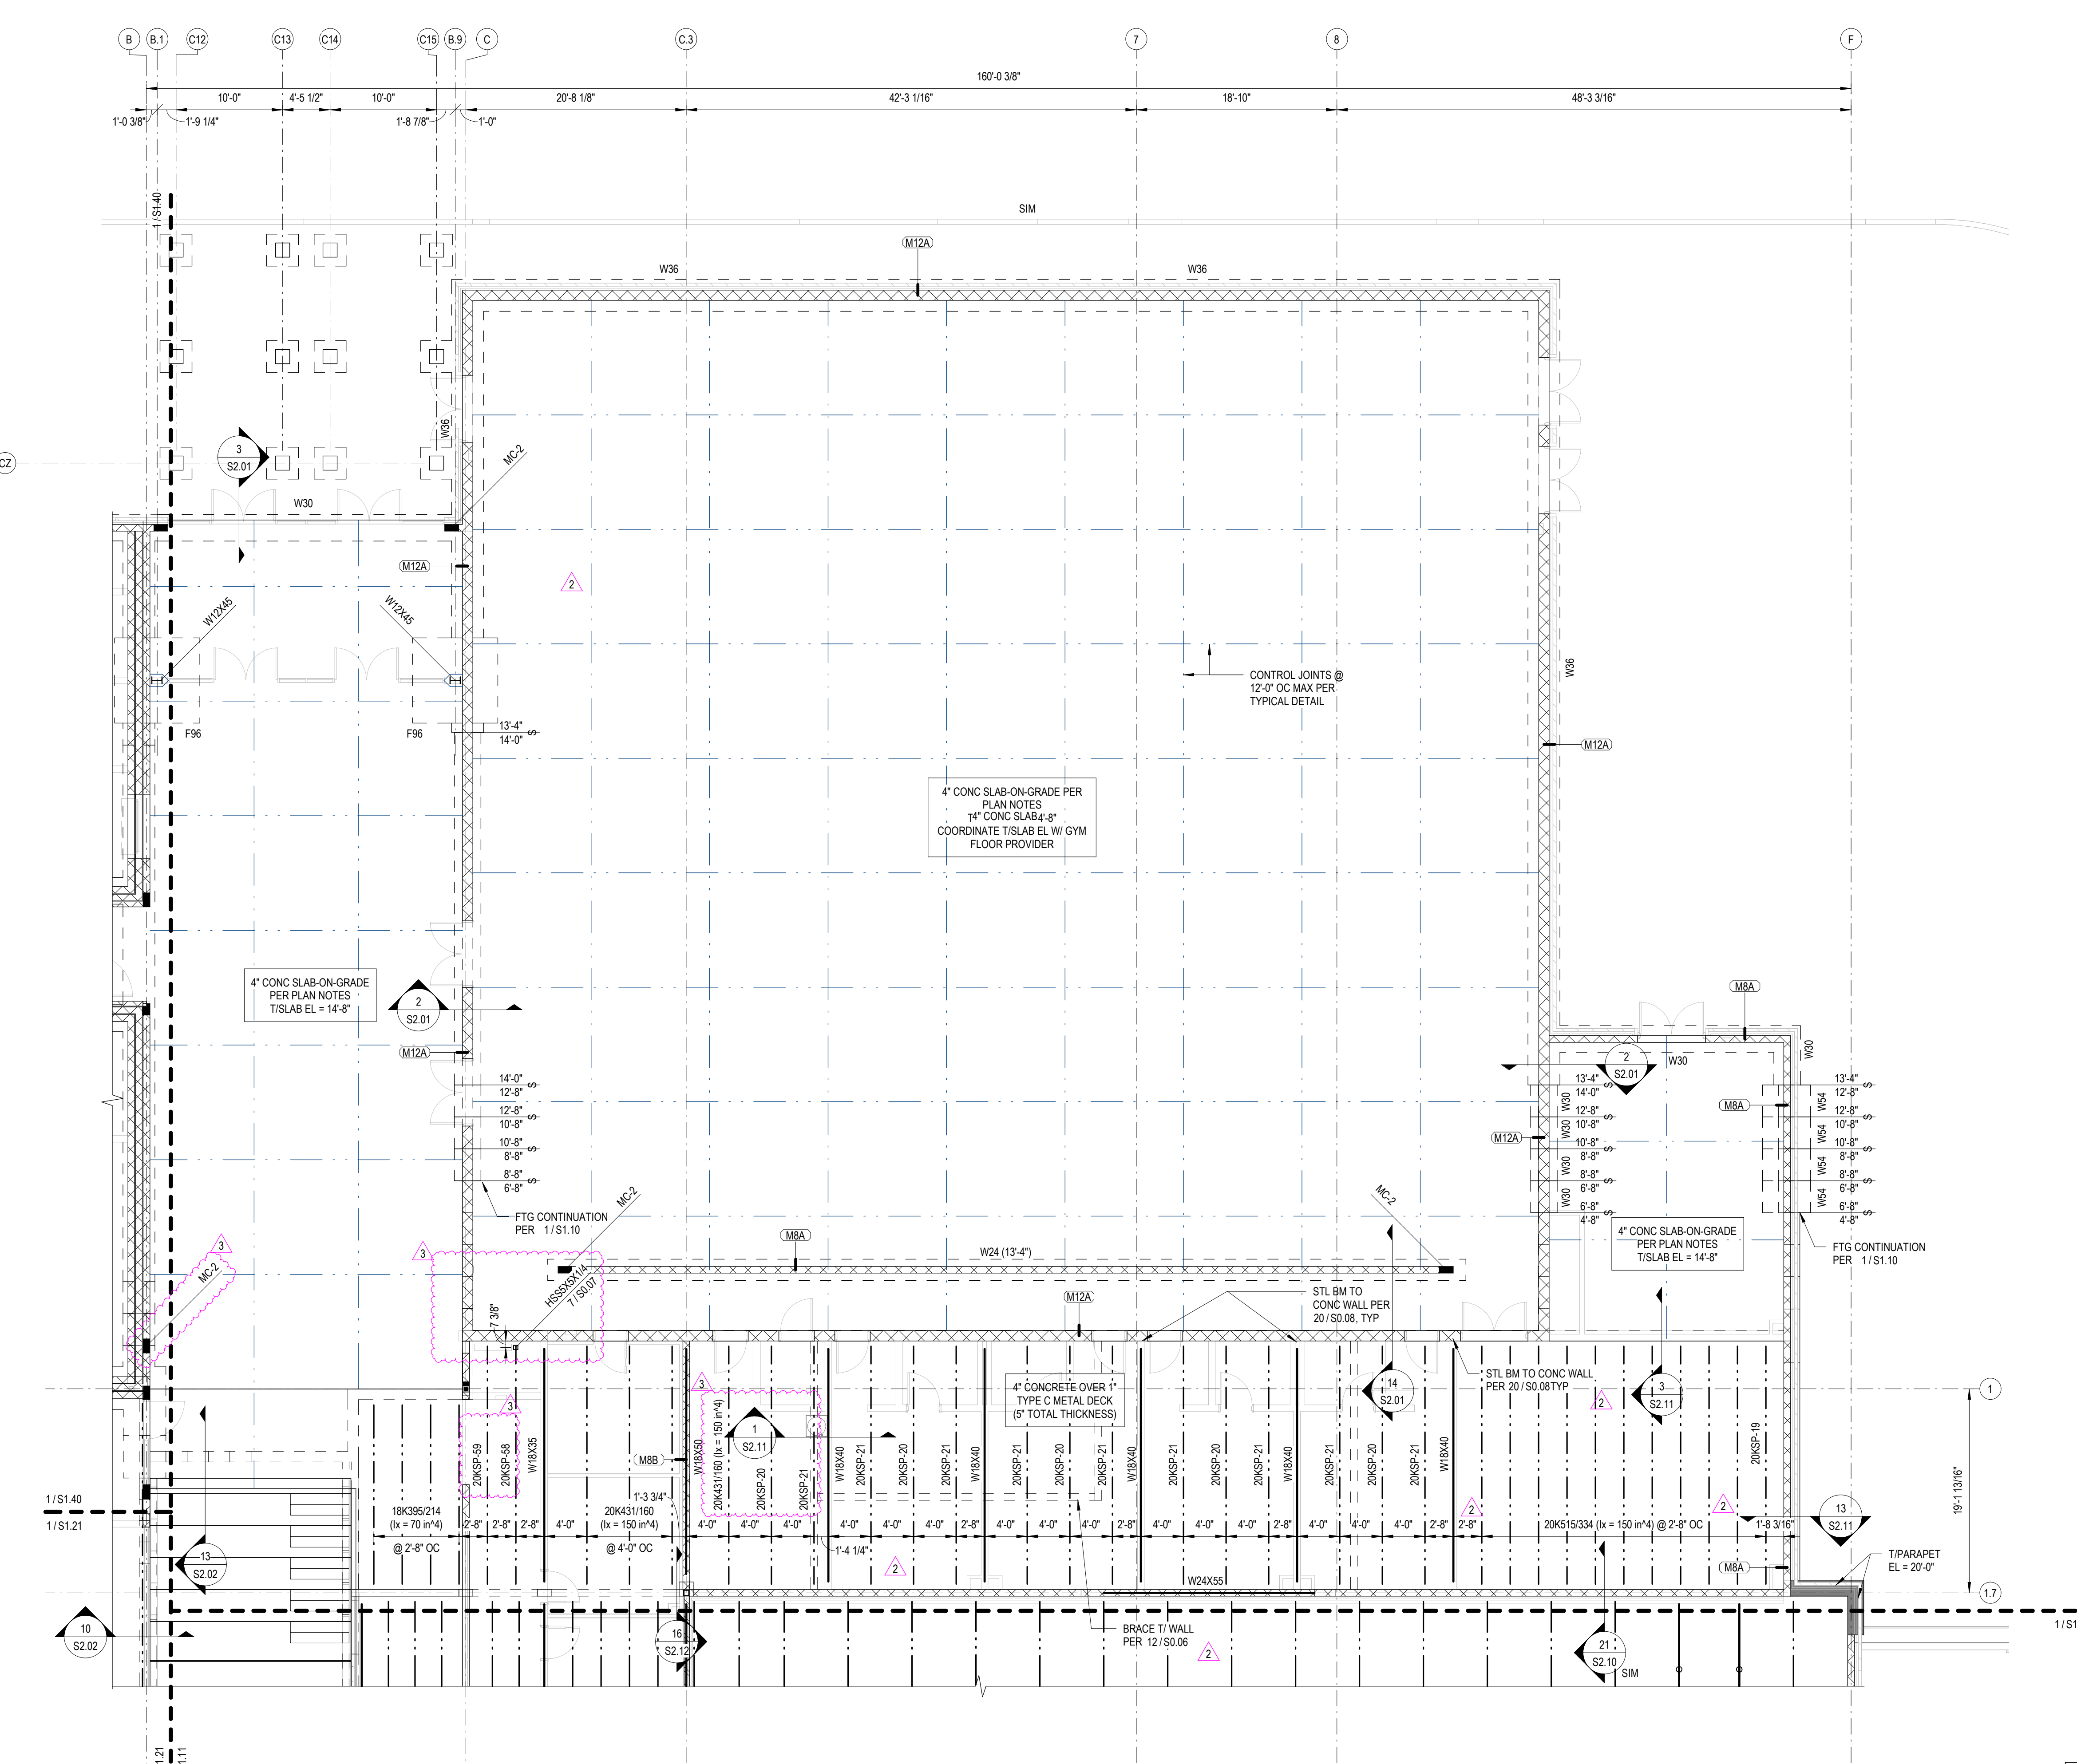 B
B.1
C12
C13
C14
C15
B.9
C
C.3
7
8
F
160'-0 3/8"
10'-0"
4'-5 1/2"
10'-0"
20'-8 1/8"
42'-3 1/16"
18'-10"
48'-3 3/16"
1'-0 3/8"
1'-9 1/4"
1'-8 7/8"
1'-0"
1 / S1.40
SIM
M12A
W36
W36
W36
CZ
3
S2.01
MC-2
W30
M12A
2
W12X45
W12X45
CONTROL JOINTS @
12'-0" OC MAX PER
TYPICAL DETAIL
W36
F96
F96
13'-4"
14'-0"
S
M12A
4" CONC SLAB-ON-GRADE PER
PLAN NOTES
4" CONC SLAB
4'-8"
COORDINATE T/SLAB EL W/ GYM
FLOOR PROVIDER
4" CONC SLAB-ON-GRADE
PER PLAN NOTES
T/SLAB EL = 14'-8"
2
S2.01
M12A
M8A
W30
2
S2.01
W30
14'-0"
12'-8"
S
12'-8"
10'-8"
S
10'-8"
8'-8"
S
8'-8"
6'-8"
S
FTG CONTINUATION
PER 1 / S1.10
13'-4"
14'-0"
S
W30
12'-8"
10'-8"
S
W30
10'-8"
8'-8"
S
W30
8'-8"
6'-8"
S
W30
6'-8"
4'-8"
S
M12A
M8A
13'-4"
12'-8"
S
W54
12'-8"
10'-8"
S
W54
10'-8"
8'-8"
S
W54
8'-8"
6'-8"
S
W54
6'-8"
4'-8"
S
FTG CONTINUATION
PER 1 / S1.10
4" CONC SLAB-ON-GRADE
PER PLAN NOTES
T/SLAB EL = 14'-8"
3
MC-2
3
MC-2
M8A
W24 (13'-4")
MC-2
HSS5X5X1/4
7 / S0.07
7 3/8"
M12A
STL BM TO
CONC WALL PER
20 / S0.08, TYP
STL BM TO CONC WALL
PER 20 / S0.08TYP
14
S2.01
3
S2.11
1
3
3
2
4" CONCRETE OVER 1"
TYPE C METAL DECK
(5" TOTAL THICKNESS)
1
S2.11
20KSP-59
20KSP-58
W18X35
M8B
W18X50
20K431/160 (Ix = 150 in^4)
20KSP-20
20KSP-21
W18X40
20KSP-21
20KSP-20
20KSP-21
W18X40
20KSP-21
20KSP-20
20KSP-21
W18X40
20KSP-21
20KSP-20
20KSP-21
W18X40
20KSP-21
20KSP-20
20KSP-21
W18X40
20KSP-19
19'-1 13/16"
1 / S1.40
1 / S1.21
18K395/214
(Ix = 70 in^4)
@ 2'-8" OC
2'-8"
2'-8"
2'-8"
4'-0"
20K431/160
(Ix = 150 in^4)
@ 4'-0" OC
1'-3 3/4"
4'-0"
4'-0"
4'-0"
1'-4 1/4"
4'-0"
4'-0"
4'-0"
2'-8"
4'-0"
4'-0"
4'-0"
2'-8"
4'-0"
4'-0"
4'-0"
2'-8"
4'-0"
4'-0"
4'-0"
2'-8"
2'-8"
20K515/334 (Ix = 150 in^4) @ 2'-8" OC
1'-8 3/16"
2
2
2
13
S2.11
13
S2.02
M8A
T/PARAPET
EL = 20'-0"
W24X55
1.7
10
S2.02
16
S2.12
BRACE T/ WALL
PER 12 / S0.06
2
21
S2.10
SIM
1 / S1
1.21
1.11